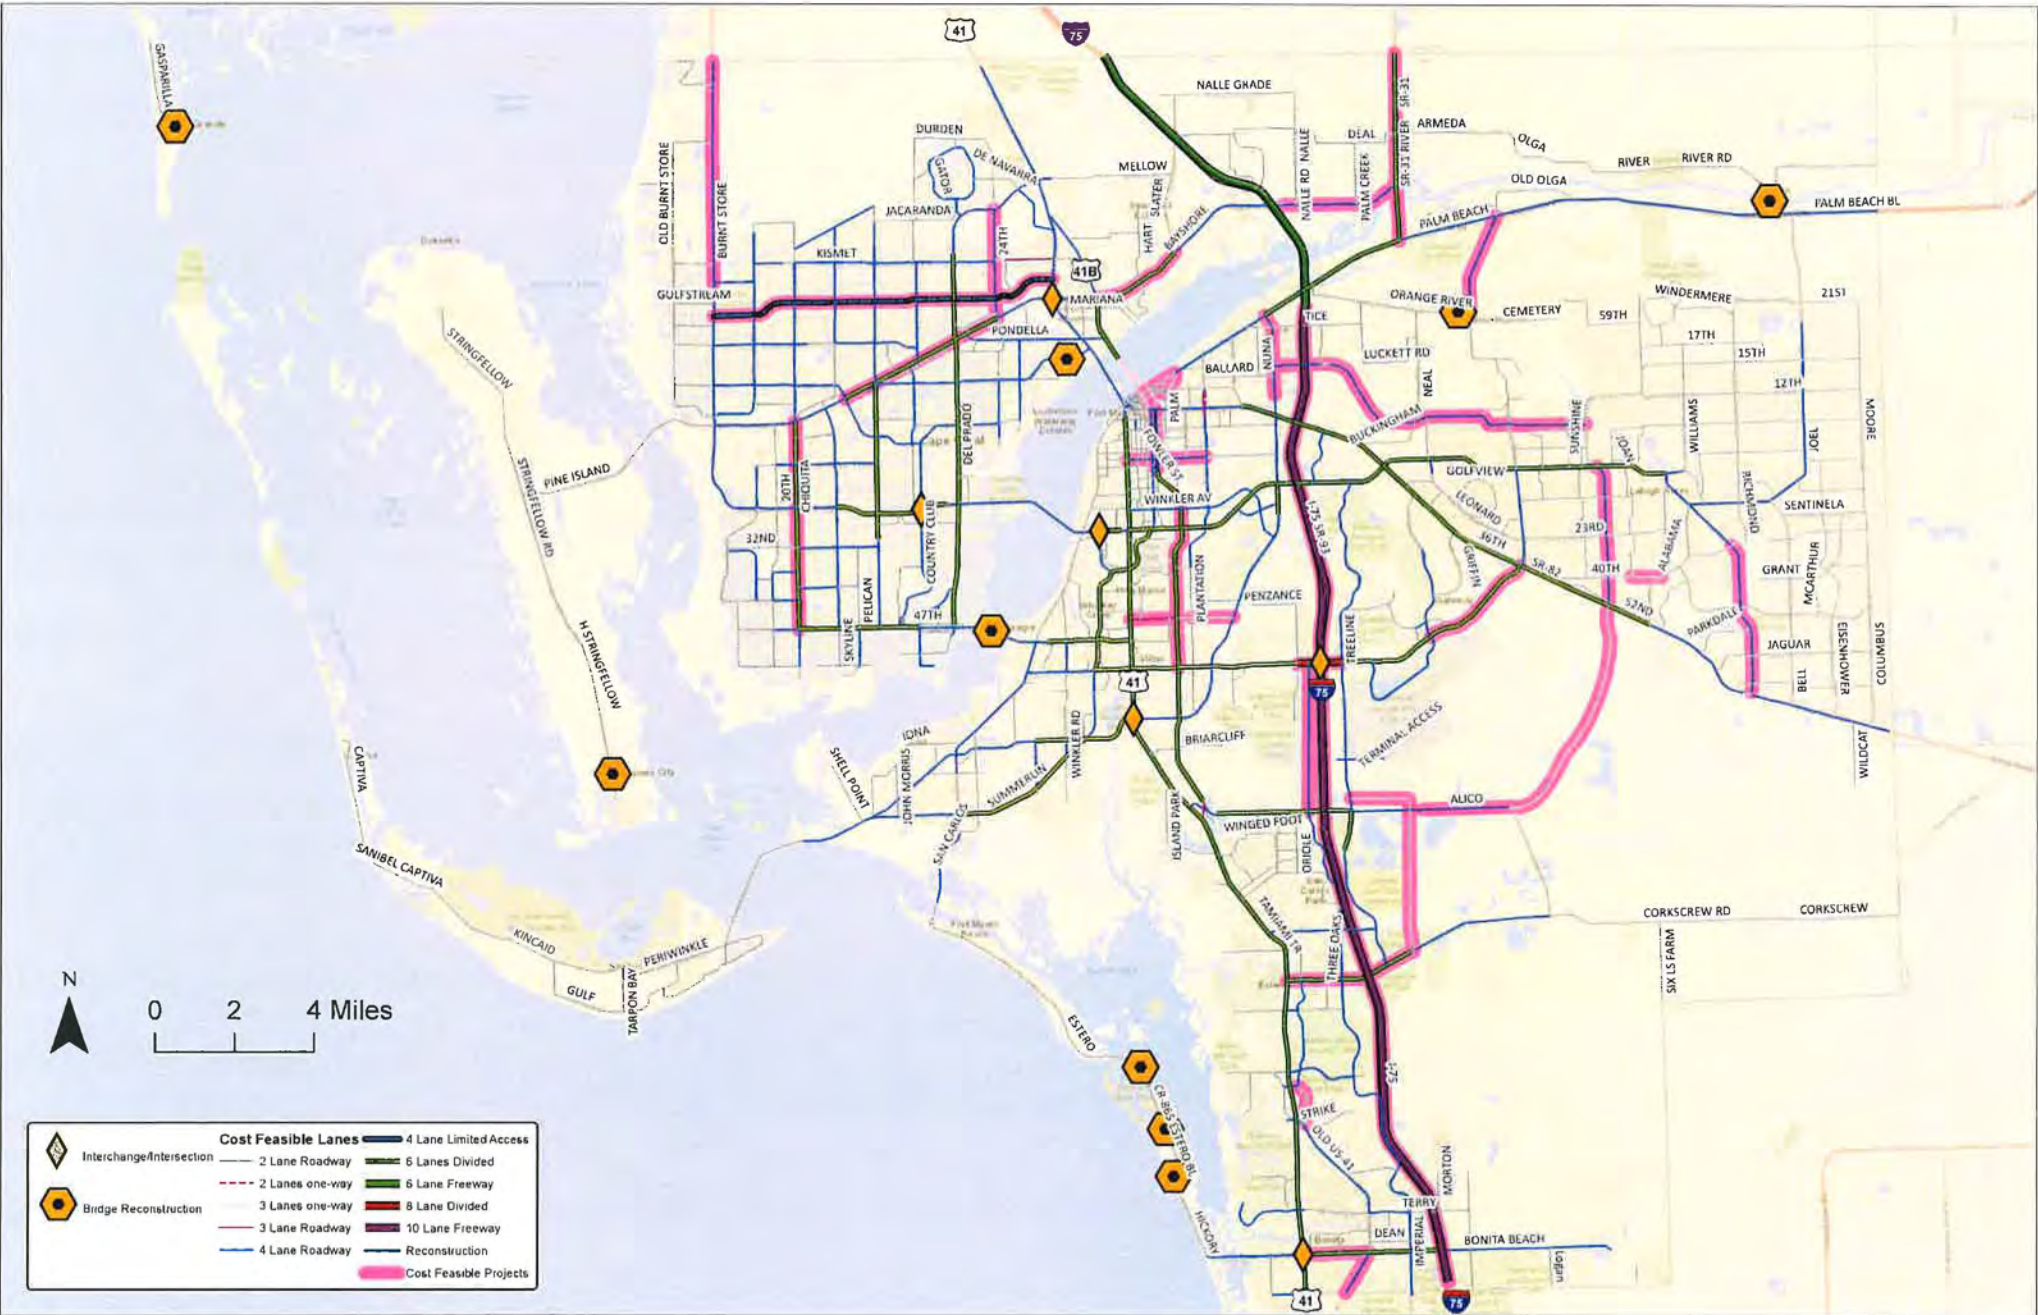 41
75
GASPARILLA
NALLE GRADE
SR-31
DURDEN
DEAL
ARMEDA
OLGA
RIVER
RIVER RD
OLD BURNT STORE
GATOR
DE NAVARRA
MELLOW
NALLE RD NALLE
PALM CREEK
SR-31 RIVER
OLD OLGA
BURNT STORE
JACARANDA
HART
SLATER
BAYSHORE
PALM BEACH
PALM BEACH BL
KISMET
24TH
41B
GULFSTREAM
MARIANA
ORANGE RIVER
WINDERMERE
21ST
CEMETERY
59TH
TICE
PONDELLA
STRINGFELLOW
17TH
NUNA
LUCKETT RD
15TH
BALLARD
NEAL
12TH
PALM
DEL PRADO
BUCKINGHAM
SUNSHINE
WILLIAMS
MOORE
FOWLER ST
JOAN
JOEL
STRINGFELLOW RD
PINE ISLAND
20TH
CHIQUITA
GOLFVIEW
WINKLER AV
LEONARD
RICHMOND
SENTINELA
COUNTRY CLUB
I-75 SR-93
23RD
32ND
36TH
ALABAMA
GRIFFIN
SR-82
40TH
GRANT
MCARTHUR
PELICAN
PLANTATION
PENZANCE
47TH
52ND
PARKDALE
H STRINGFELLOW
SKYLINE
TREELINE
JAGUAR
EISENHOWER
COLUMBUS
41
75
BELL
IONA
WINKLER RD
BRIARCLIFF
TERMINAL ACCESS
CAPTIVA
SHELL POINT
JOHN MORRIS
WILDCAT
SUMMERLIN
ALICO
SAN CARLOS
ISLAND PARK
WINGED FOOT
ORIOLE
SANIBEL CAPTIVA
TAMIAMI TR
THREE OAKS
CORKSCREW RD
CORKSCREW
KINCAID
PERIWINKLE
SIX LS FARM
GULF
TARPON BAY
N
0 2 4 Miles
ESTERO
I-75
CR-865 ESTERO BL
STRIKE
OLD US-41
MORTON
HICKORY
TERRY
DEAN
IMPERIAL
BONITA BEACH
Logan
41
75
Interchange/Intersection
Bridge Reconstruction
Cost Feasible Lanes
2 Lane Roadway
2 Lanes one-way
3 Lanes one-way
3 Lane Roadway
4 Lane Roadway
4 Lane Limited Access
6 Lanes Divided
6 Lane Freeway
8 Lane Divided
10 Lane Freeway
Reconstruction
Cost Feasible Projects